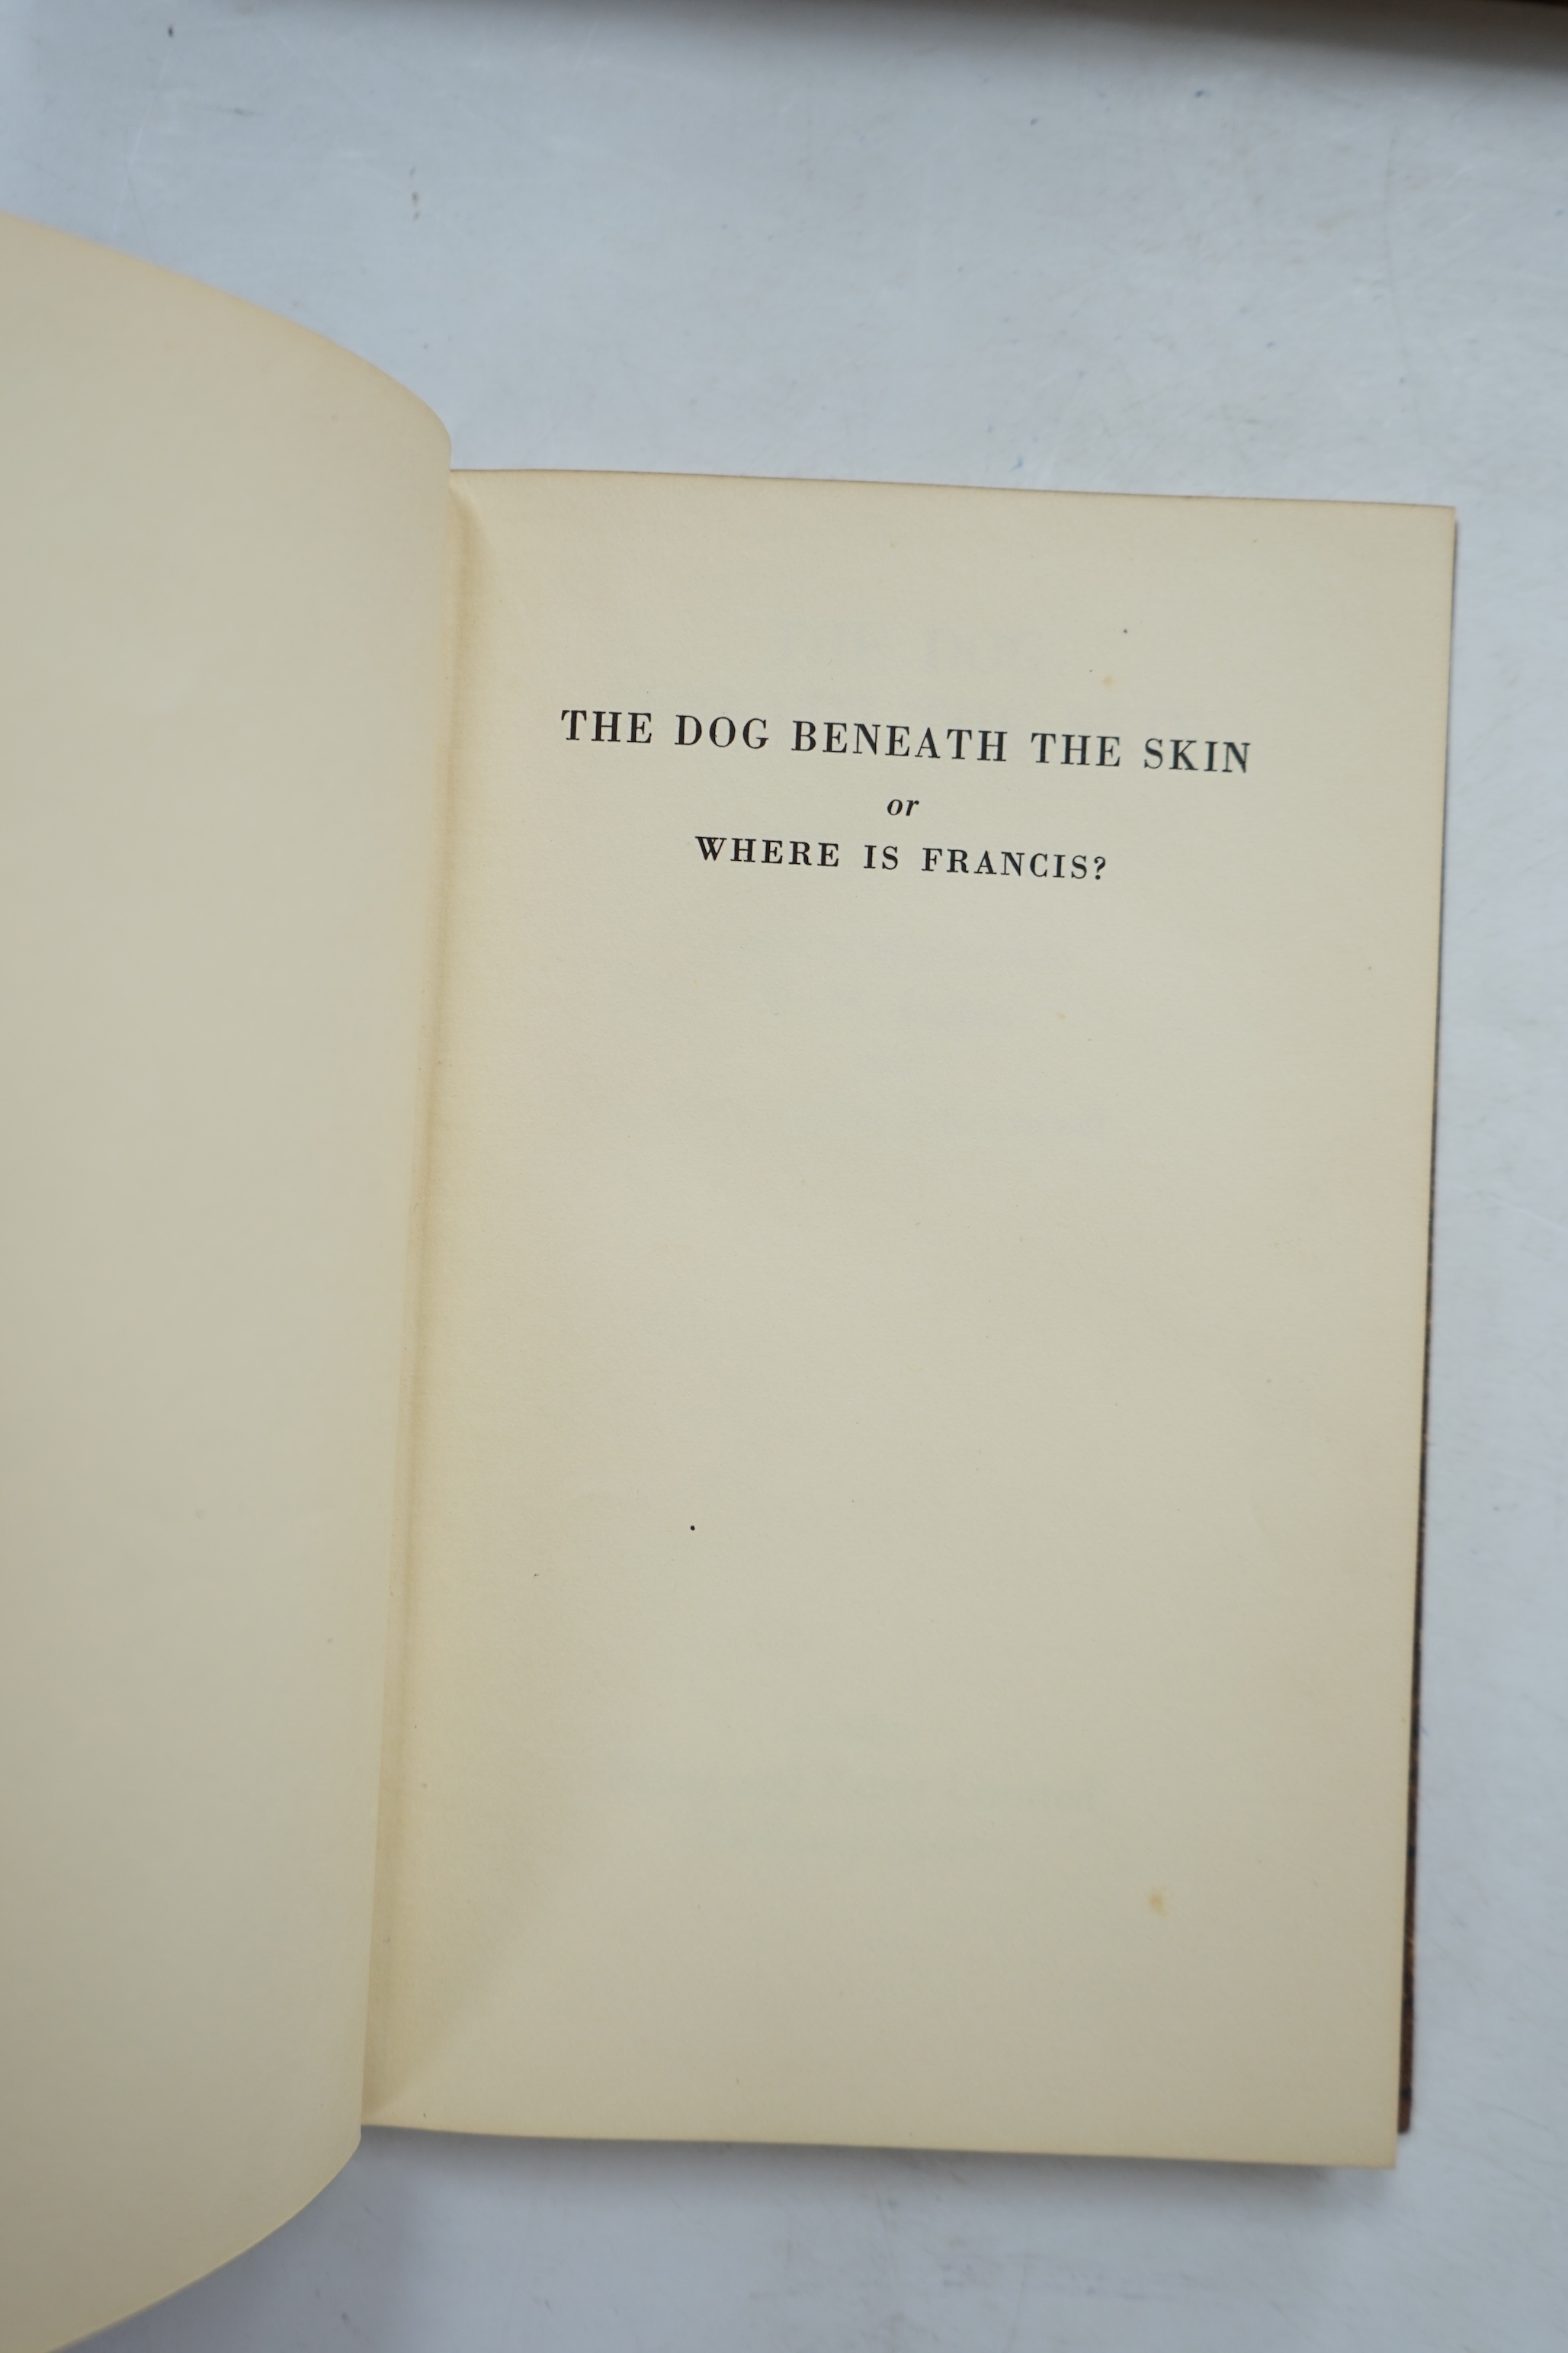 THE DOG BENEATH THE SKIN
or
WHERE IS FRANCIS?